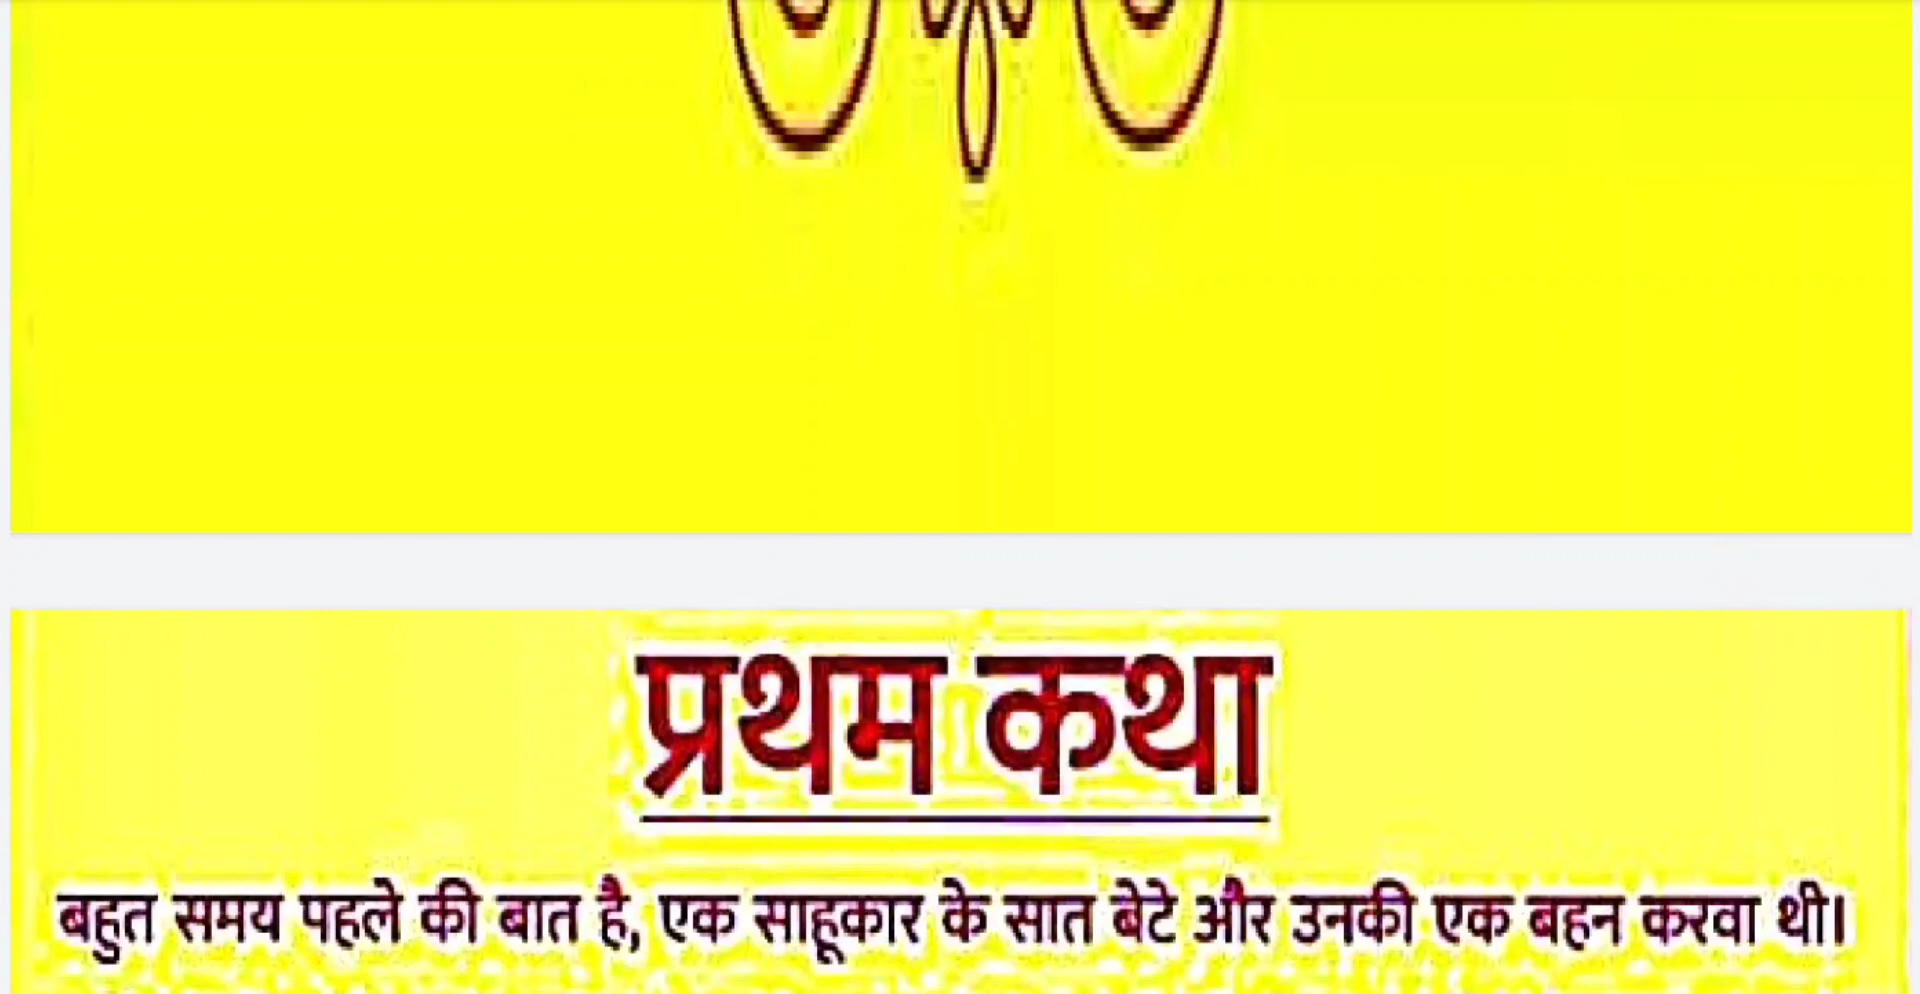 प्रथम कथा
बहुत समय पहले की बात है, एक साहूकार के सात बेटे और उनकी एक बहन करवा थी।